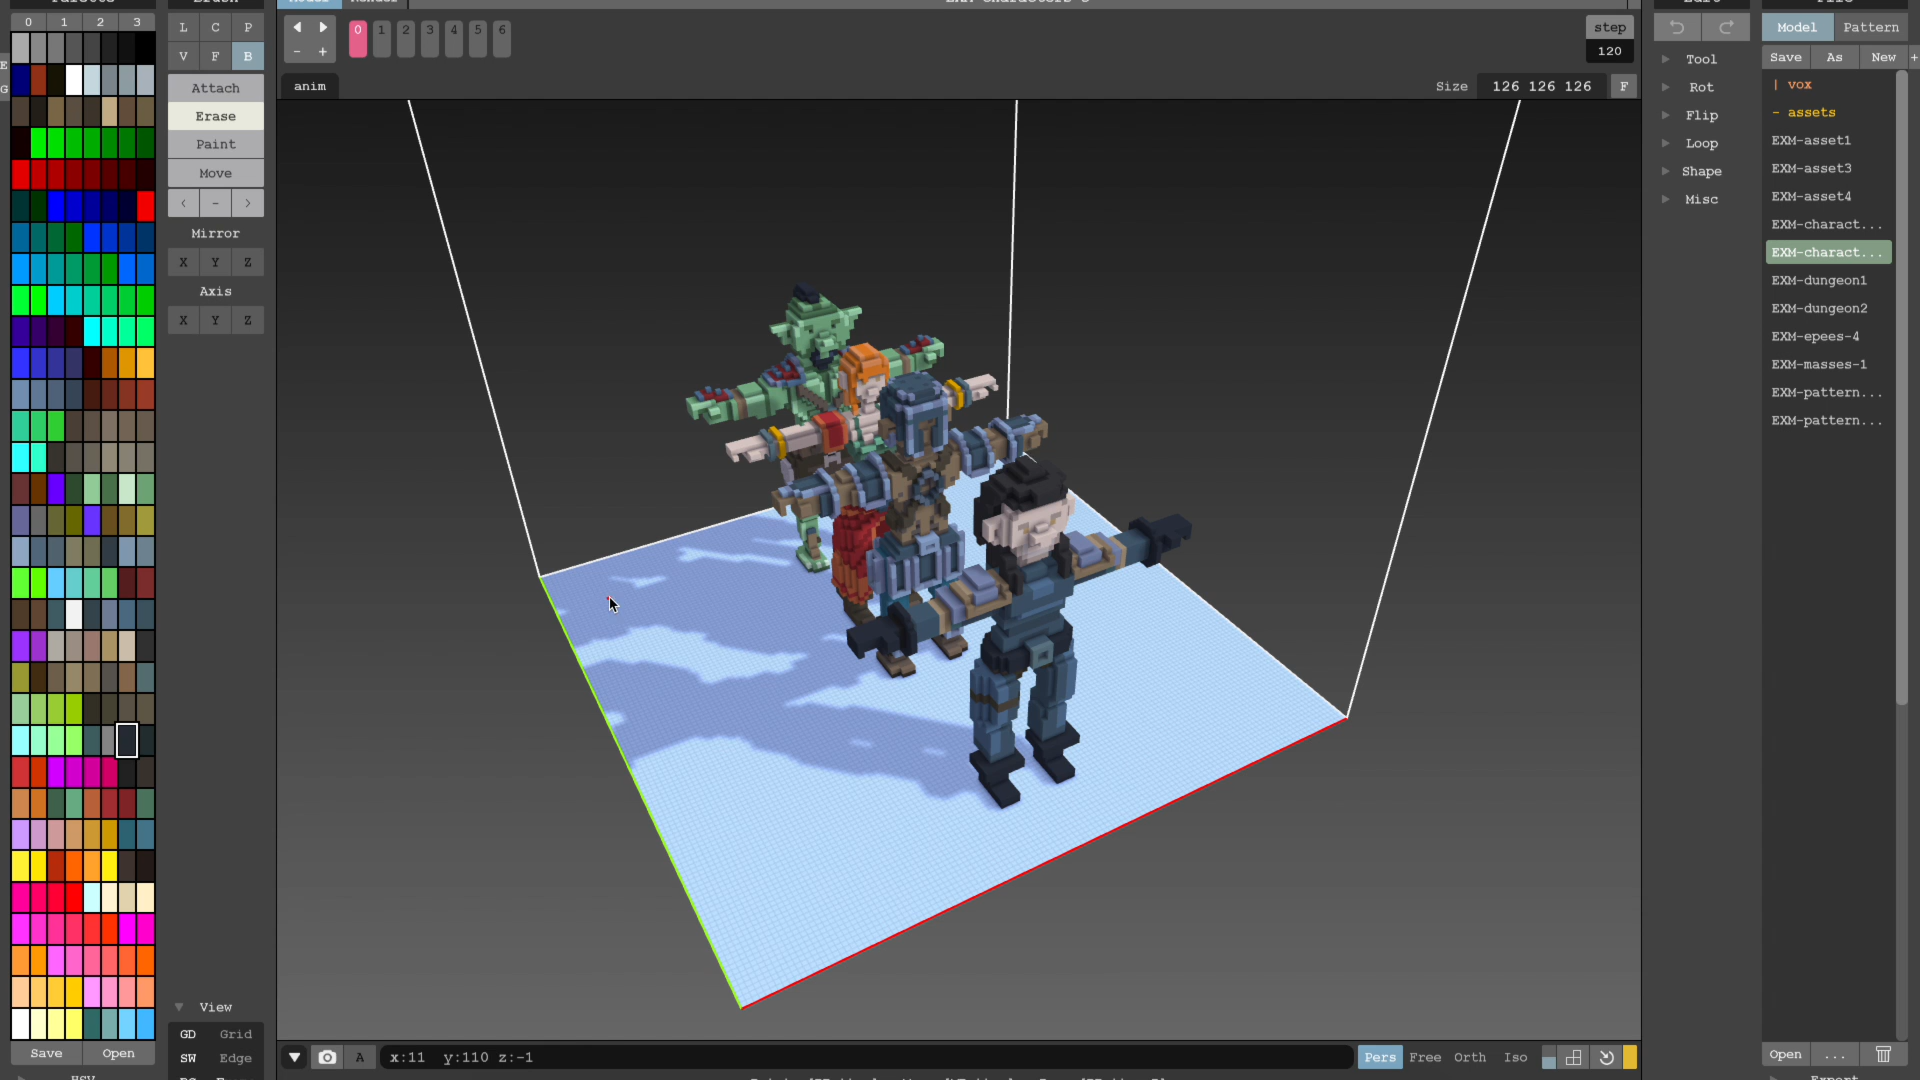 0 1 2 3
L C P
V F B
Attach
Erase
Paint
Move
< - >
Mirror
X Y Z
Axis
X Y Z
View
GD Grid
SW Edge
Save Open
0 1 2 3 4 5 6
- +
step
120
anim
Size 126 126 126 F
x:11 y:110 z:-1
A
Pers Free Orth Iso
Tool
Rot
Flip
Loop
Shape
Misc
Model Pattern
Save As New +
| vox
- assets
EXM-asset1
EXM-asset3
EXM-asset4
EXM-charact...
EXM-charact...
EXM-dungeon1
EXM-dungeon2
EXM-epees-4
EXM-masses-1
EXM-pattern...
EXM-pattern...
Open ...